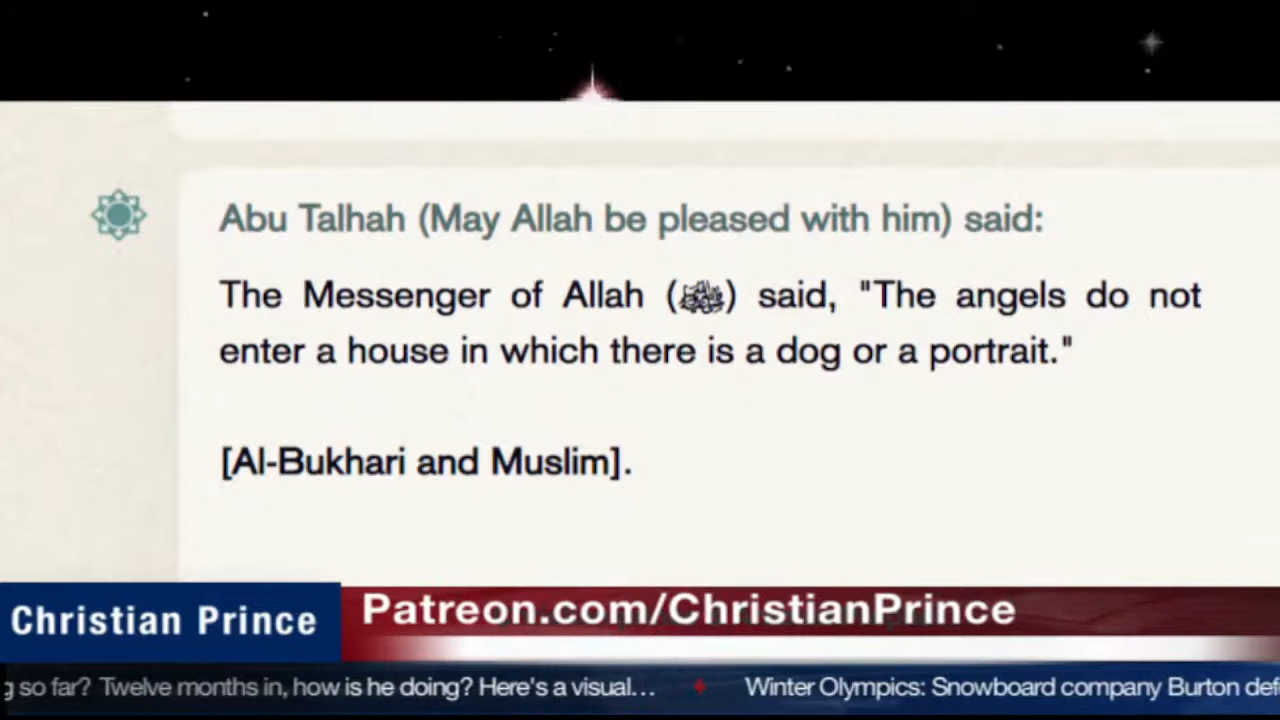 Abu Talhah (May Allah be pleased with him) said:
The Messenger of Allah (ﷺ) said, "The angels do not
enter a house in which there is a dog or a portrait."
[Al-Bukhari and Muslim].
Christian Prince
Patreon.com/ChristianPrince
g so far? Twelve months in, how is he doing? Here's a visual... Winter Olympics: Snowboard company Burton def